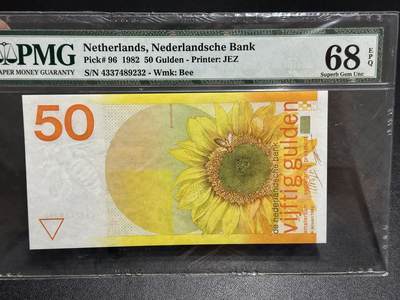 PMG
PAPER MONEY GUARANTY
Netherlands, Nederlandsche Bank
Pick# 96 1982 50 Gulden - Printer: JEZ
S/N 4337489232 - Wmk: Bee
68
EPQ
Superb Gem Unc
50
de nederlandsche bank
vijftig gulden